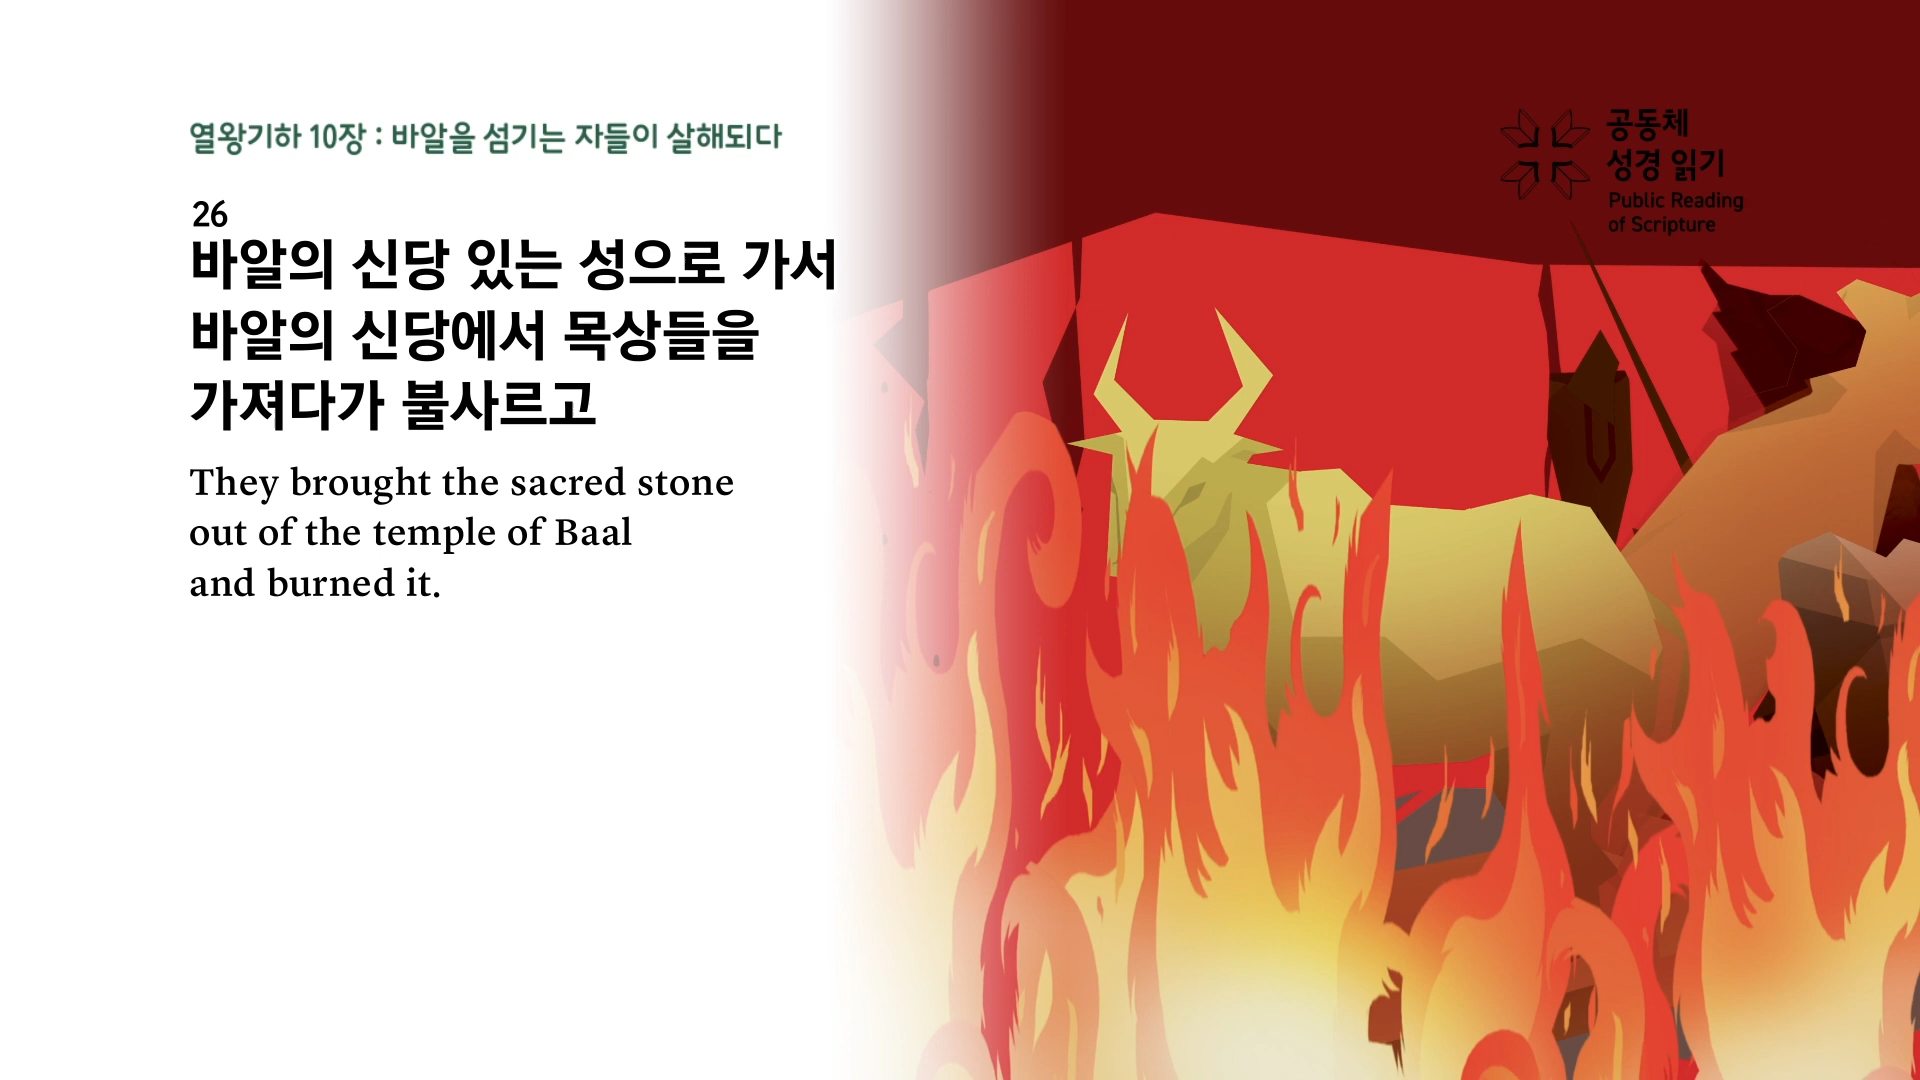 열왕기하 10장 : 바알을 섬기는 자들이 살해되다
26
바알의 신당 있는 성으로 가서
바알의 신당에서 목상들을
가져다가 불사르고
They brought the sacred stone
out of the temple of Baal
and burned it.
공동체
성경 읽기
Public Reading
of Scripture